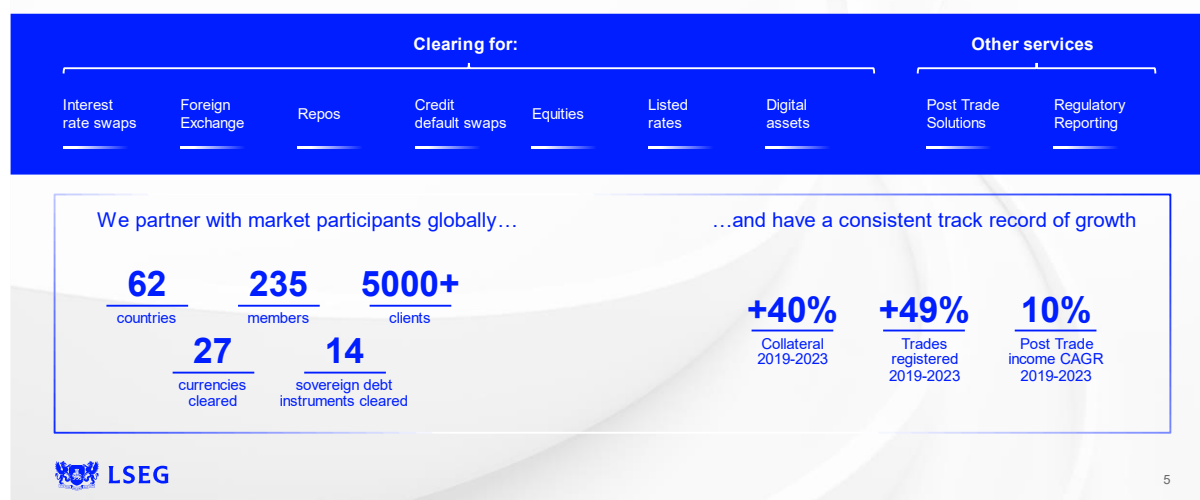 Clearing for:
Other services
Interest
rate swaps
Foreign
Exchange
Repos
Credit
default swaps
Equities
Listed
rates
Digital
assets
Post Trade
Solutions
Regulatory
Reporting
We partner with market participants globally…
62
countries
235
members
5000+
clients
27
currencies
cleared
14
sovereign debt
instruments cleared
…and have a consistent track record of growth
+40%
Collateral
2019-2023
+49%
Trades
registered
2019-2023
10%
Post Trade
income CAGR
2019-2023
LSEG
5